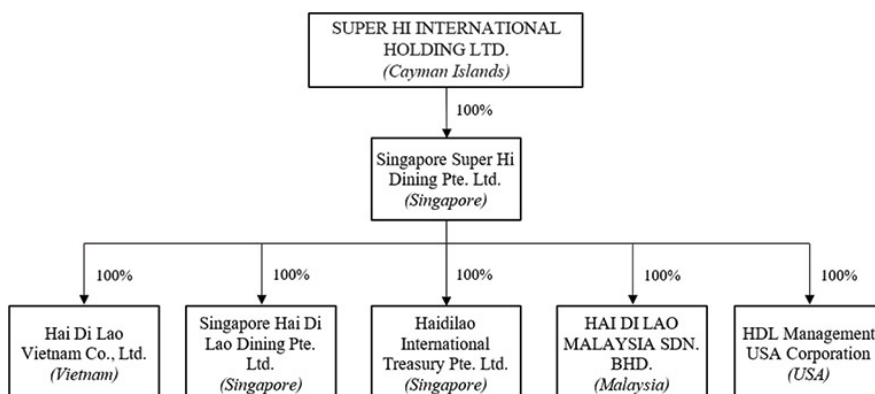 SUPER HI INTERNATIONAL
HOLDING LTD.
(Cayman Islands)
100%
Singapore Super Hi
Dining Pte. Ltd.
(Singapore)
100%
100%
100%
100%
100%
Hai Di Lao
Vietnam Co., Ltd.
(Vietnam)
Singapore Hai Di
Lao Dining Pte.
Ltd.
(Singapore)
Haidilao
International
Treasury Pte. Ltd.
(Singapore)
HAI DI LAO
MALAYSIA SDN.
BHD.
(Malaysia)
HDL Management
USA Corporation
(USA)